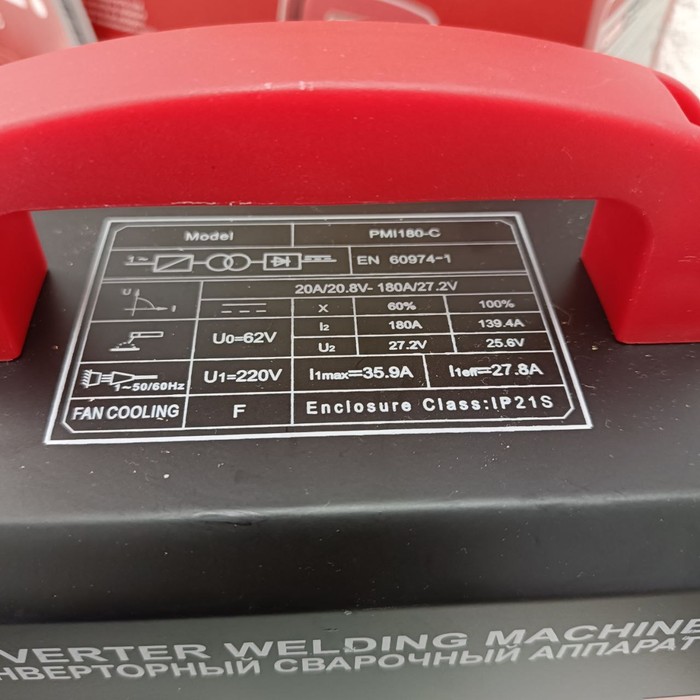 Model PMI180-C
1~ EN 60974-1
U I 20A/20.8V- 180A/27.2V
X 60% 100%
U0=62V I2 180A 139.4A
U2 27.2V 25.6V
1~50/60Hz U1=220V I1max=35.9A I1eff=27.8A
FAN COOLING F Enclosure Class:IP21S
VERTER WELDING MACHINE
НВЕРТОРНЫЙ СВАРОЧНЫЙ АППАРАТ